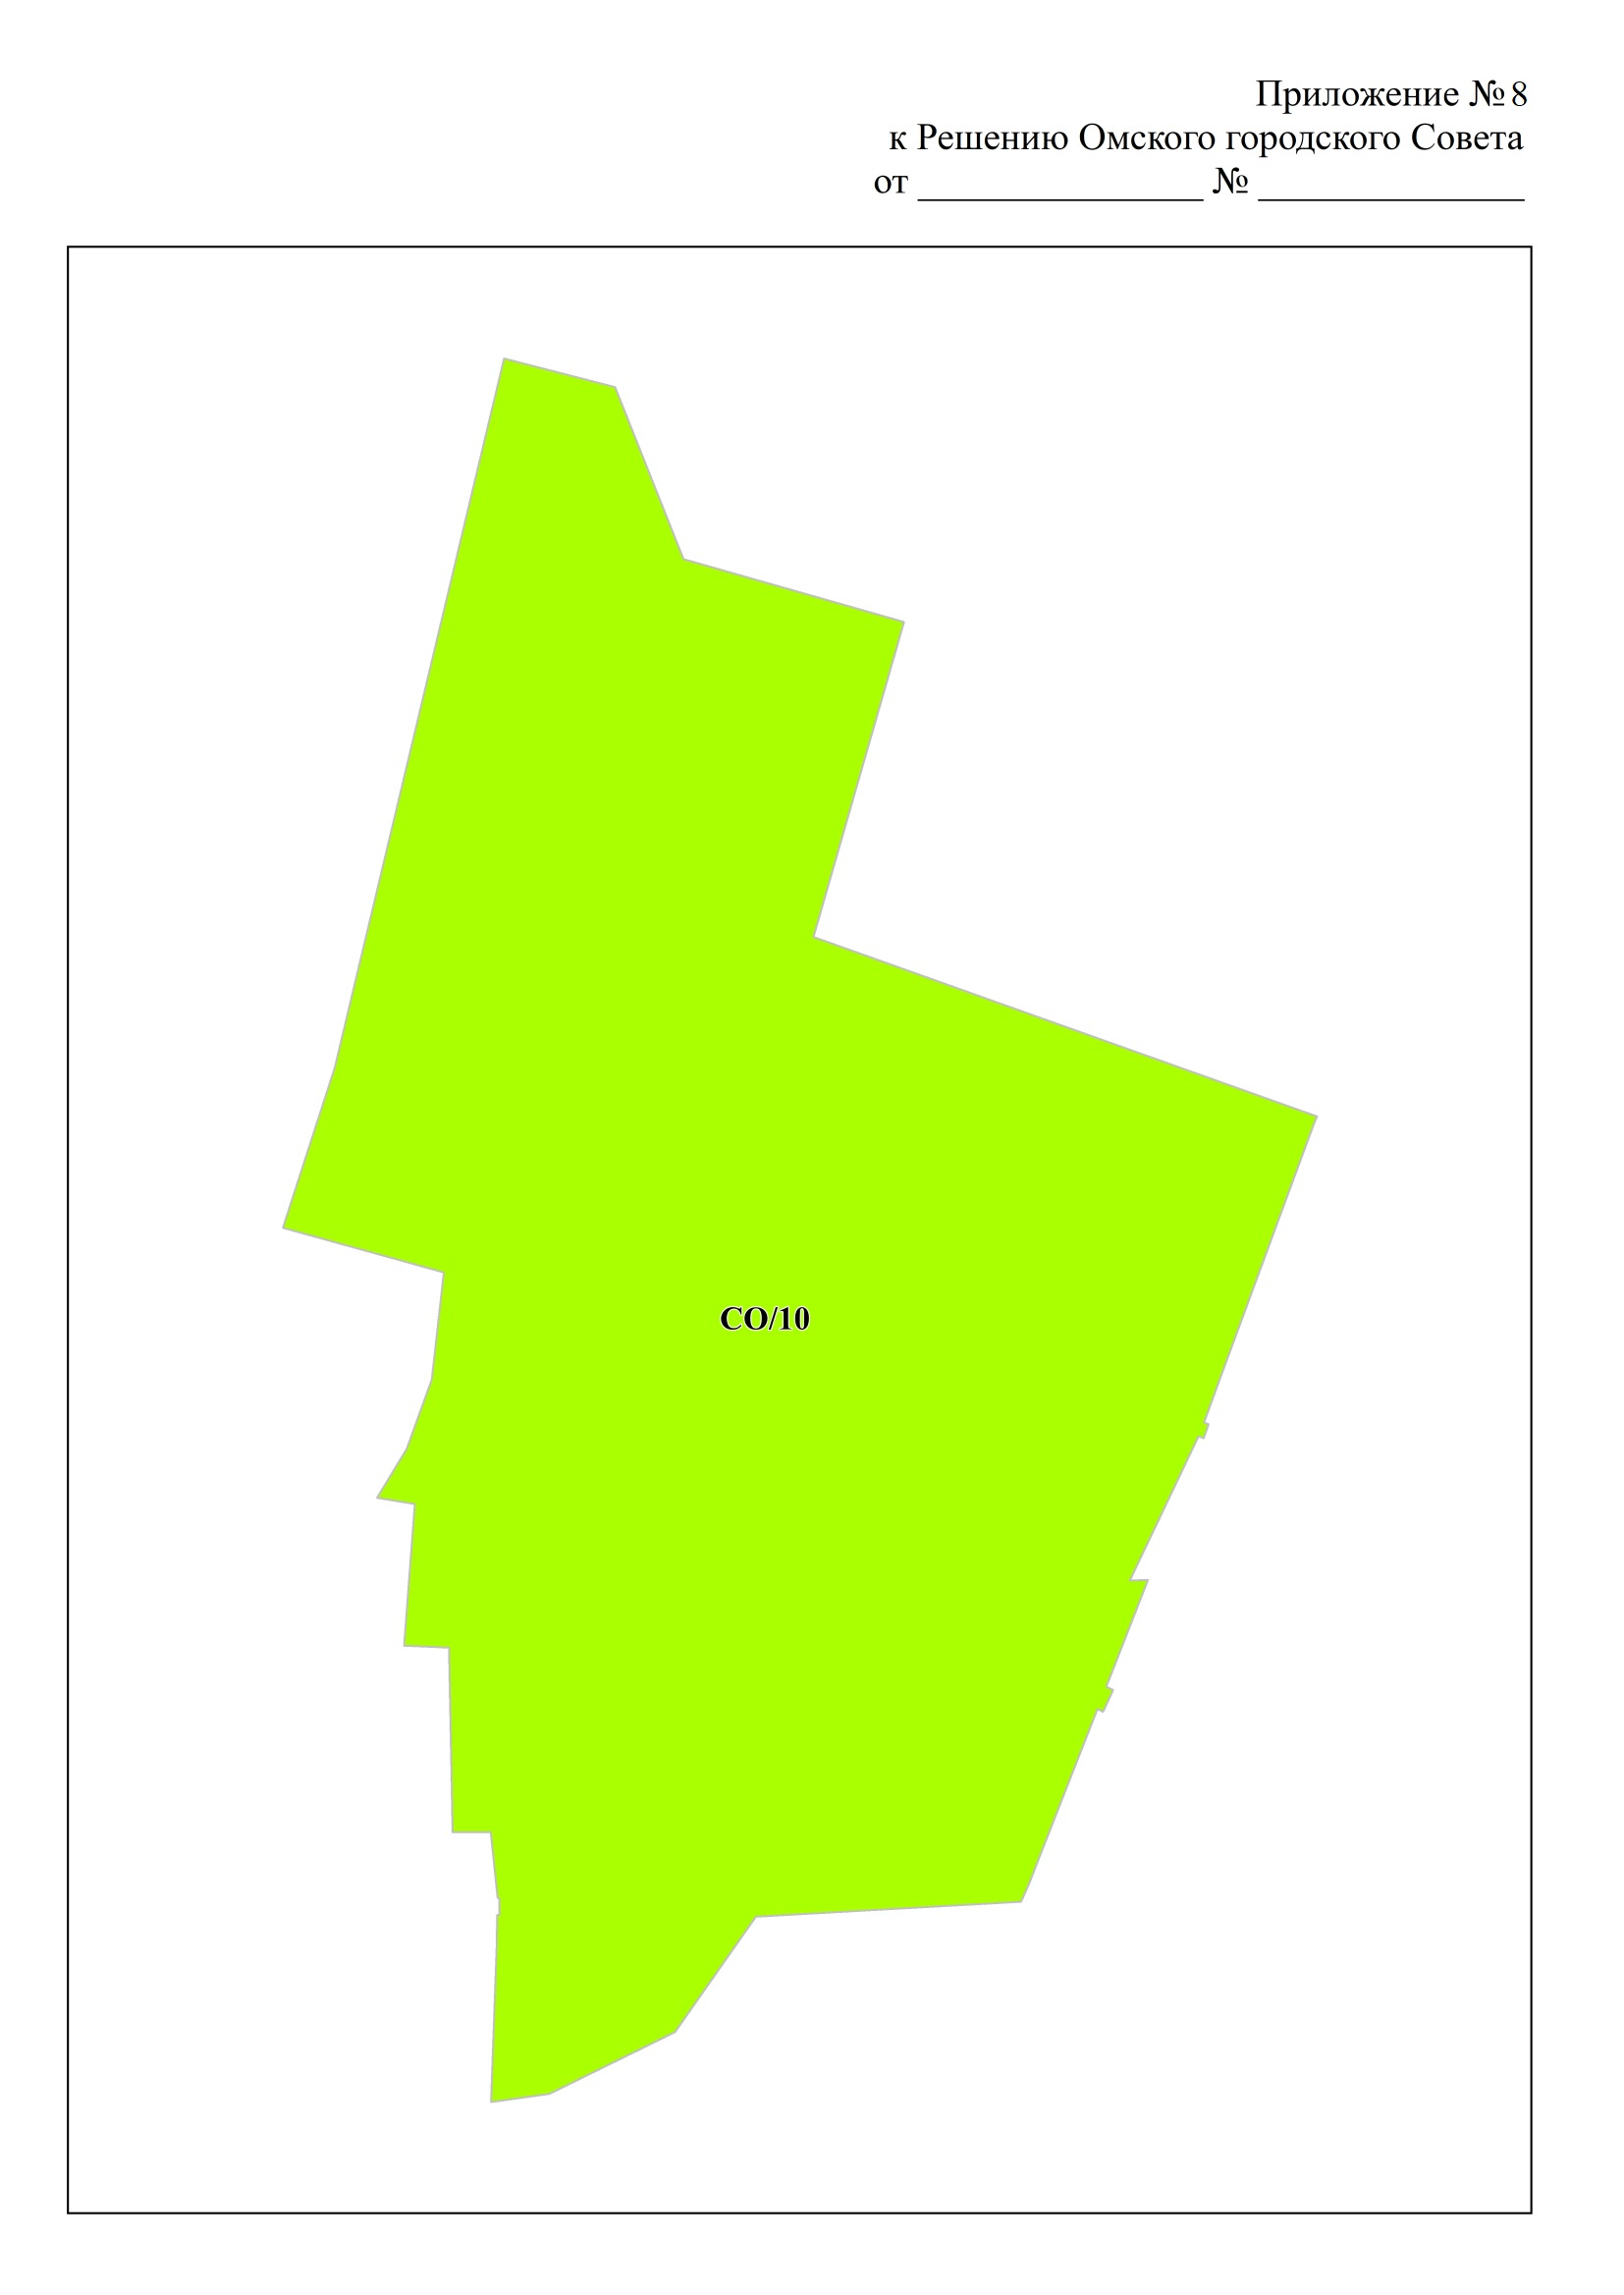 Приложение № 8
к Решению Омского городского Совета
от ________________ № _______________
СО/10